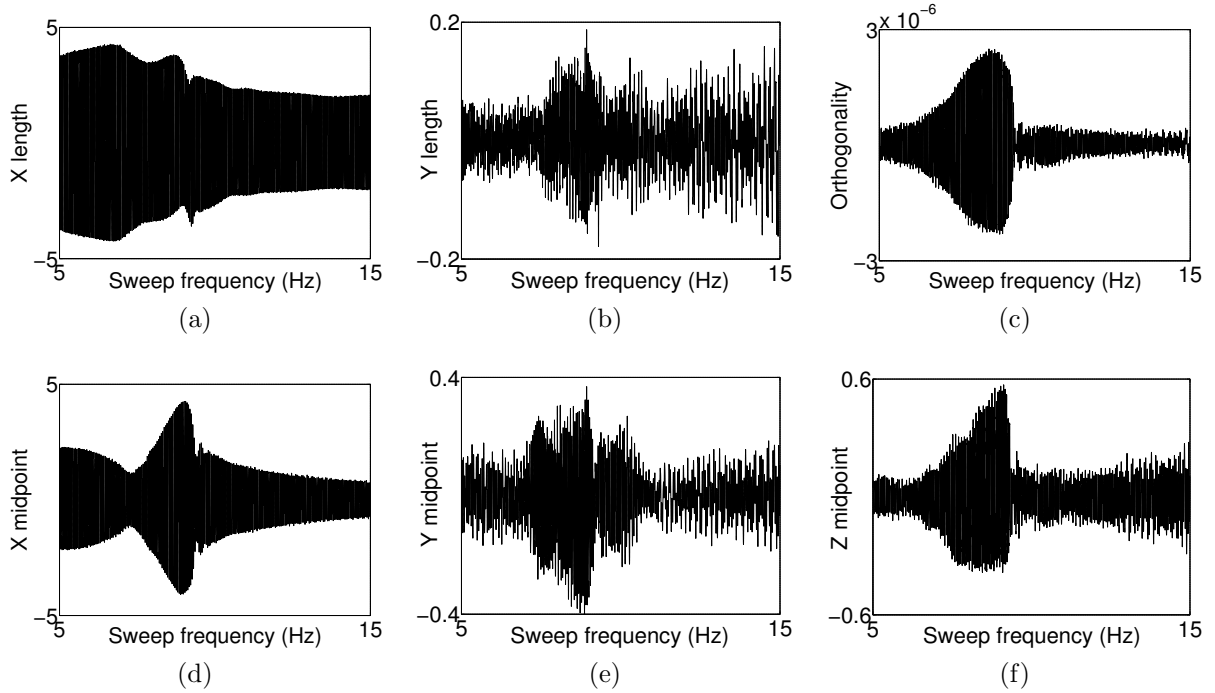 5
X length
−5
5
15
Sweep frequency (Hz)
(a)
0.2
Y length
−0.2
5
15
Sweep frequency (Hz)
(b)
3 × 10⁻⁶
Orthogonality
−3
5
15
Sweep frequency (Hz)
(c)
5
X midpoint
−5
5
15
Sweep frequency (Hz)
(d)
0.4
Y midpoint
−0.4
5
15
Sweep frequency (Hz)
(e)
0.6
Z midpoint
−0.6
5
15
Sweep frequency (Hz)
(f)